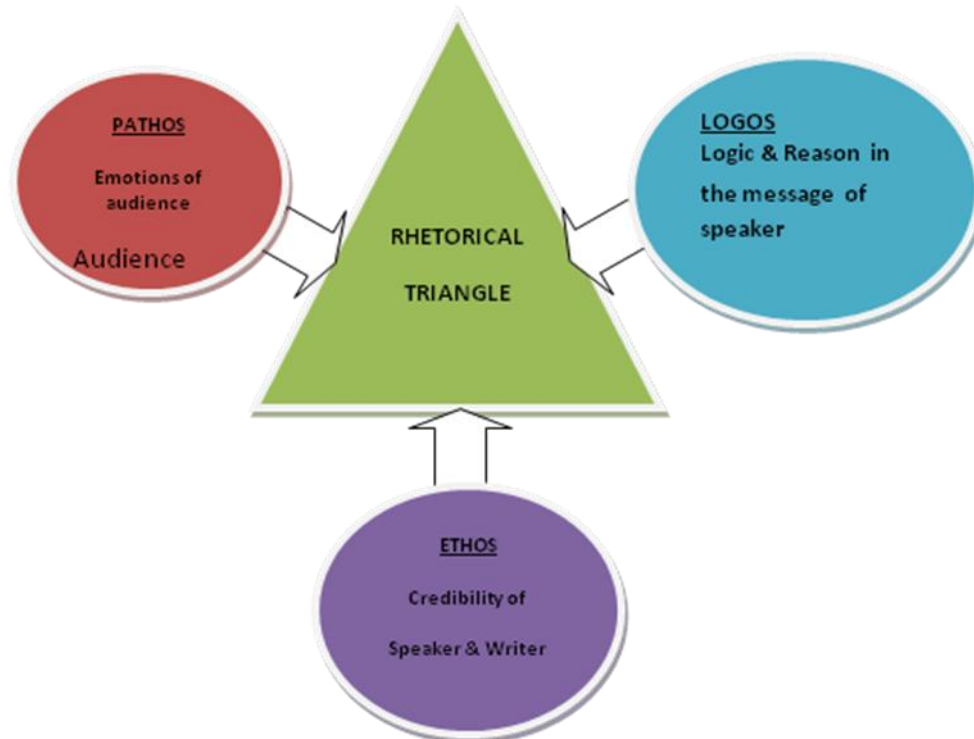 PATHOS
Emotions of
audience
Audience
RHETORICAL
TRIANGLE
LOGOS
Logic & Reason in
the message of
speaker
ETHOS
Credibility of
Speaker & Writer